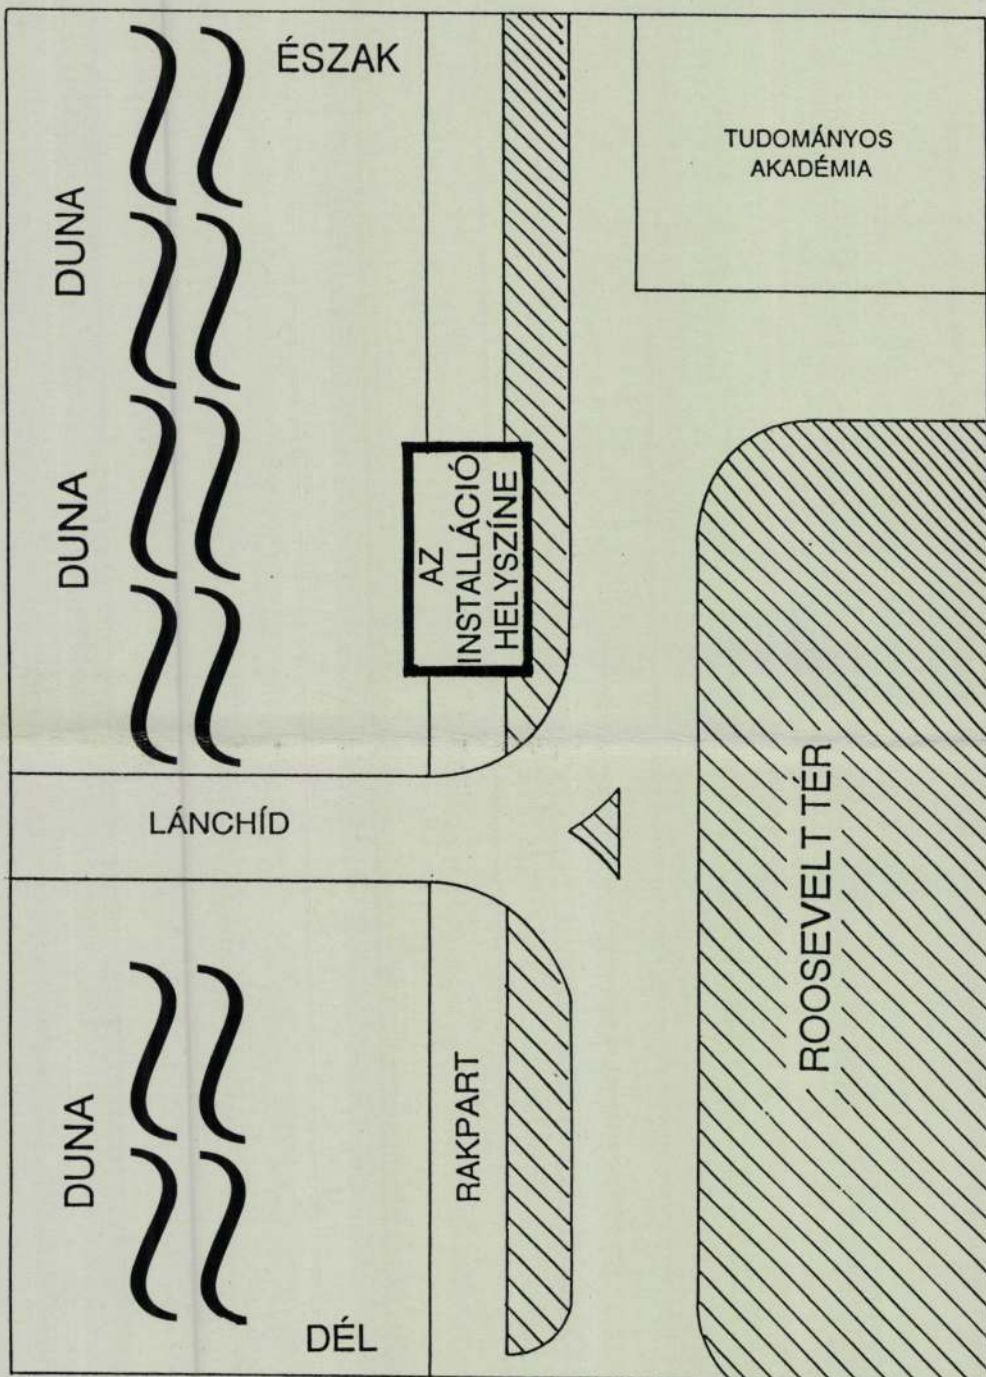 ÉSZAK
TUDOMÁNYOS
AKADÉMIA
DUNA
DUNA
AZ
INSTALLÁCIÓ
HELYSZÍNE
LÁNCHÍD
ROOSEVELT TÉR
RAKPART
DUNA
DÉL